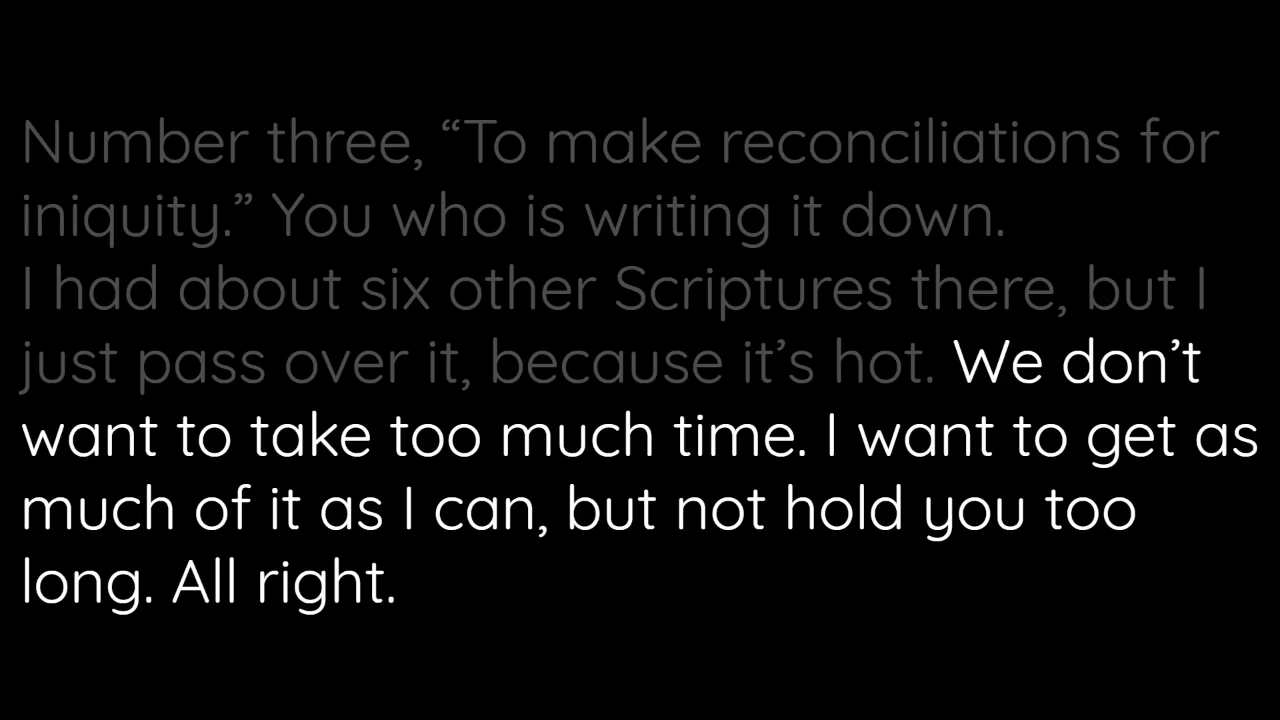 Number three, “To make reconciliations for
iniquity.” You who is writing it down.
I had about six other Scriptures there, but I
just pass over it, because it’s hot. We don’t
want to take too much time. I want to get as
much of it as I can, but not hold you too
long. All right.